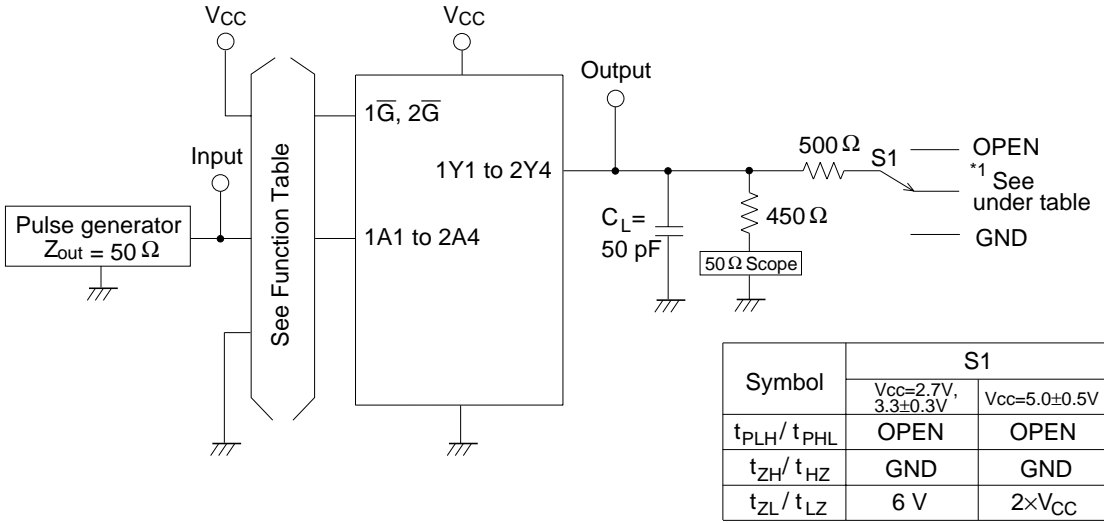 VCC
VCC
Output
1G̅, 2G̅
500 Ω
S1
OPEN
*1 See
under table
GND
Input
1Y1 to 2Y4
See Function Table
CL=
50 pF
450 Ω
50 Ω Scope
Pulse generator
Zout = 50 Ω
1A1 to 2A4
Symbol
S1
Vcc=2.7V,
3.3±0.3V
Vcc=5.0±0.5V
tPLH / tPHL
OPEN
OPEN
tZH / tHZ
GND
GND
tZL / tLZ
6 V
2×VCC